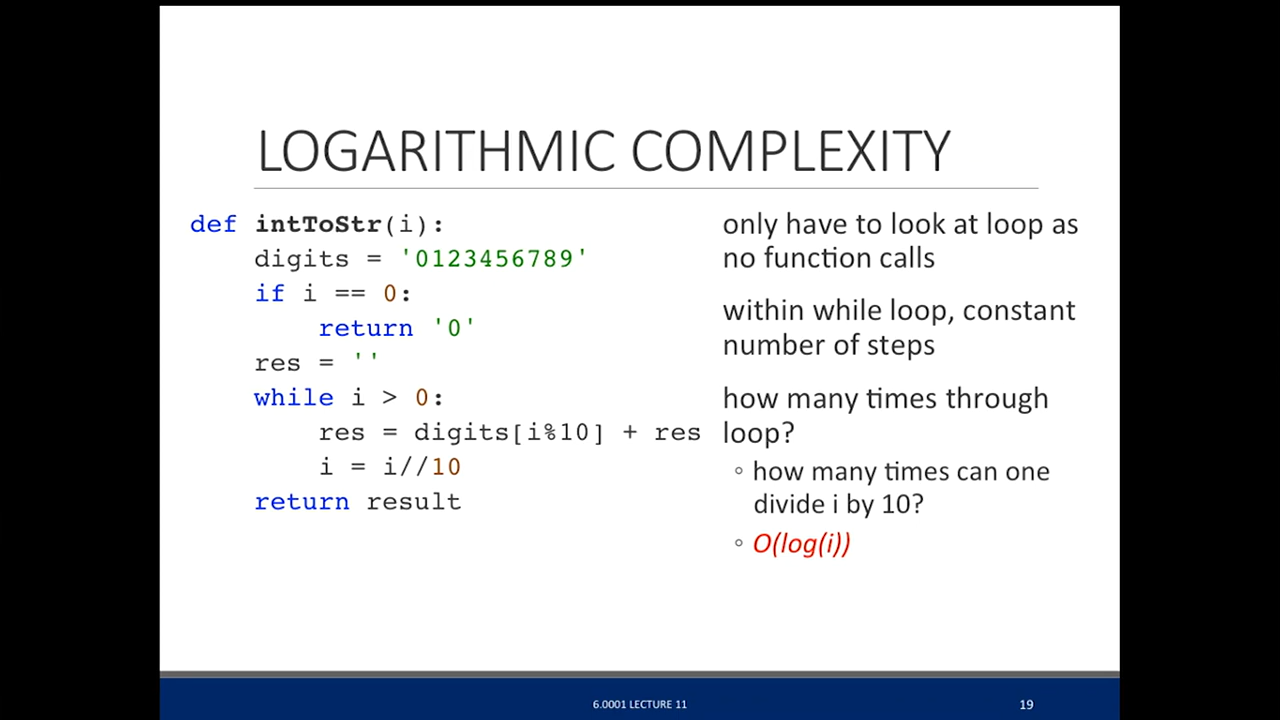 LOGARITHMIC COMPLEXITY
def intToStr(i):
    digits = '0123456789'
    if i == 0:
        return '0'
    res = ''
    while i > 0:
        res = digits[i%10] + res
        i = i//10
    return result
only have to look at loop as
no function calls
within while loop, constant
number of steps
how many times through
loop?
◦ how many times can one
divide i by 10?
◦ O(log(i))
6.0001 LECTURE 11
19